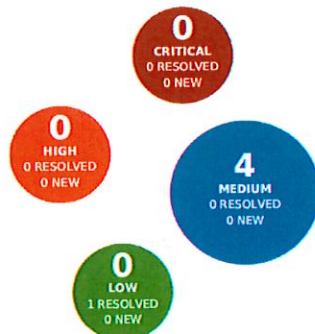 0
CRITICAL
0 RESOLVED
0 NEW
0
HIGH
0 RESOLVED
0 NEW
4
MEDIUM
0 RESOLVED
0 NEW
0
LOW
1 RESOLVED
0 NEW